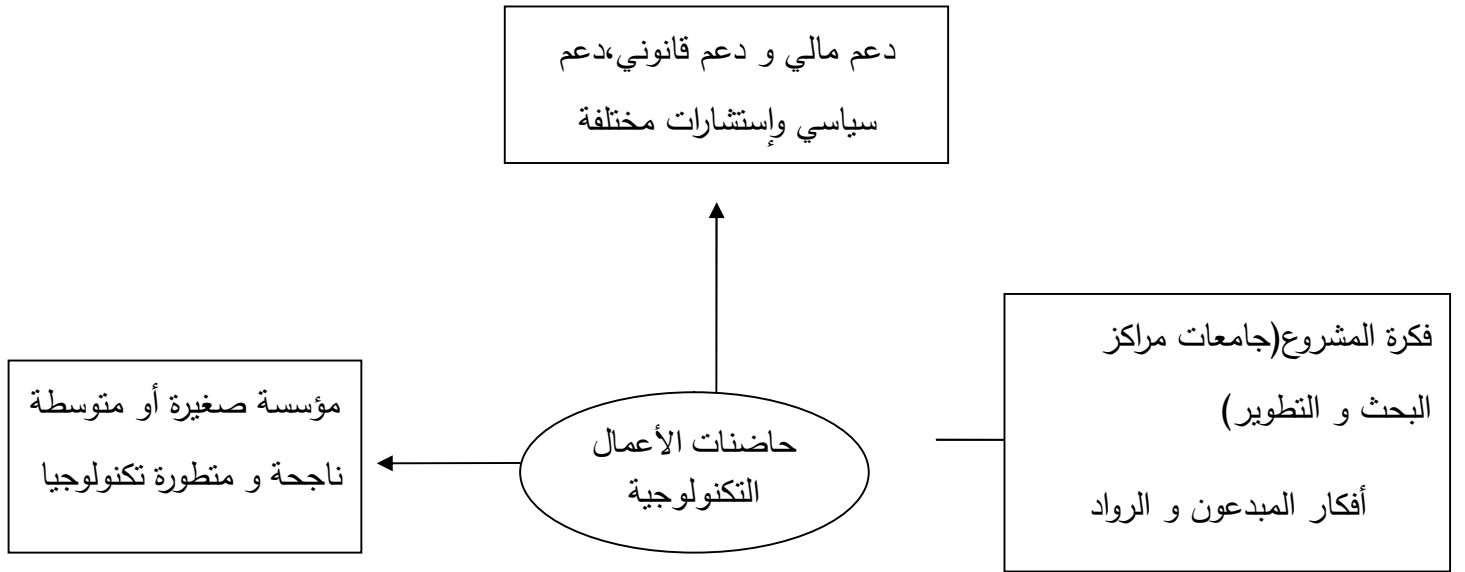 دعم مالي و دعم قانوني،دعم
سياسي وإستشارات مختلفة
فكرة المشروع(جامعات مراكز
البحث و التطوير)
أفكار المبدعون و الرواد
حاضنات الأعمال
التكنولوجية
مؤسسة صغيرة أو متوسطة
ناجحة و متطورة تكنولوجيا